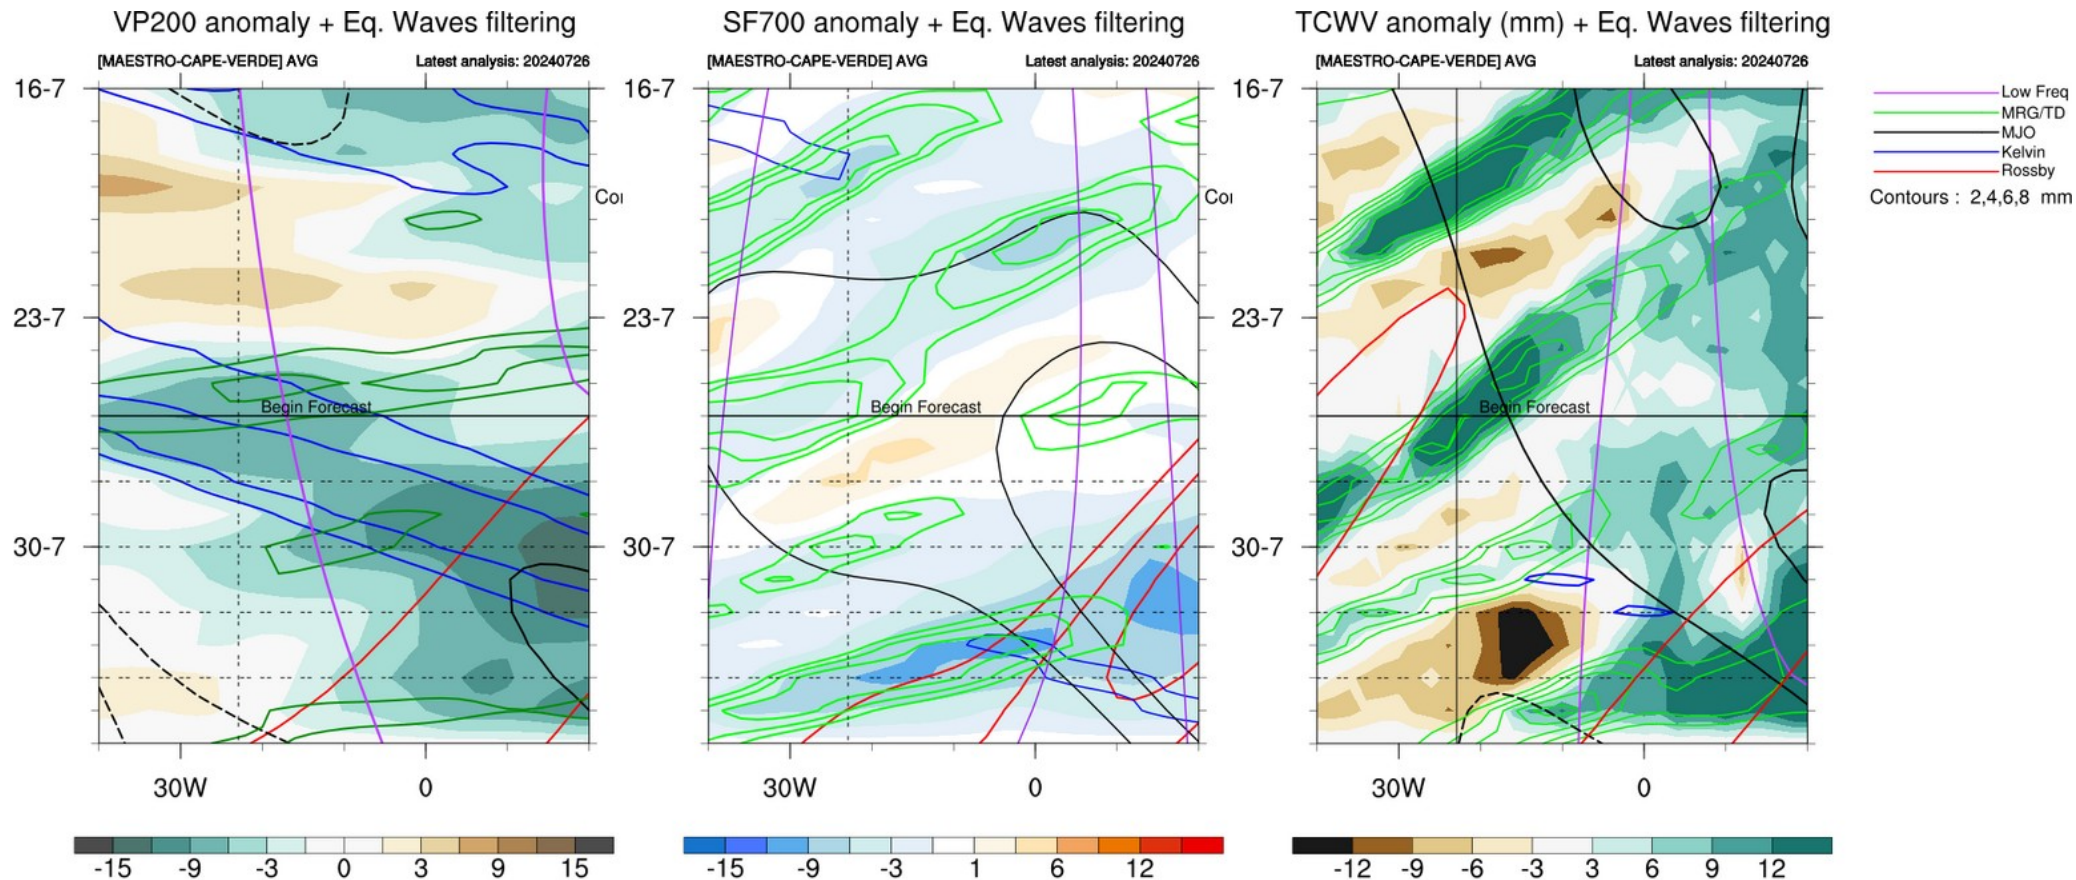 VP200 anomaly + Eq. Waves filtering
[MAESTRO-CAPE-VERDE] AVG
Latest analysis: 20240726
16-7
23-7
30-7
Begin Forecast
Coı
30W
0
-15 -9 -3 0 3 9 15
SF700 anomaly + Eq. Waves filtering
[MAESTRO-CAPE-VERDE] AVG
Latest analysis: 20240726
16-7
23-7
30-7
Begin Forecast
Coı
30W
0
-15 -9 -3 1 6 12
TCWV anomaly (mm) + Eq. Waves filtering
[MAESTRO-CAPE-VERDE] AVG
Latest analysis: 20240726
16-7
23-7
30-7
Begin Forecast
30W
0
-12 -9 -6 -3 3 6 9 12
Low Freq
MRG/TD
MJO
Kelvin
Rossby
Contours : 2,4,6,8 mm